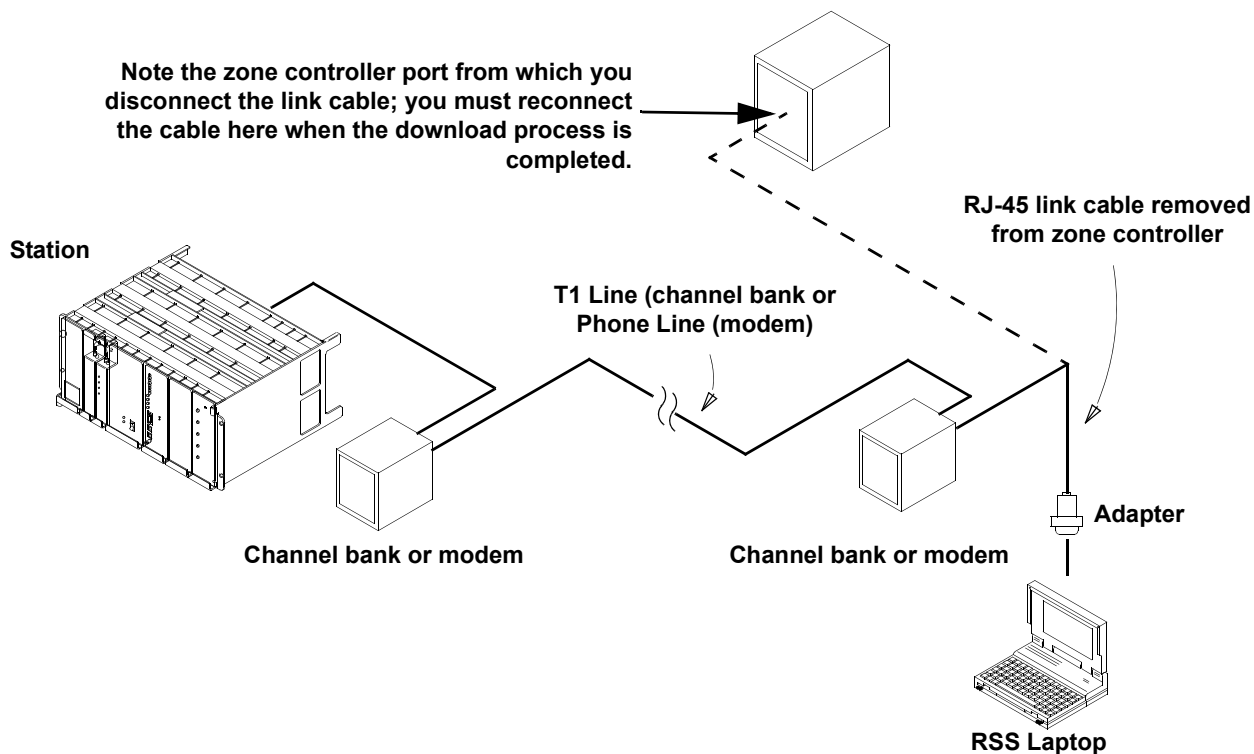 Note the zone controller port from which you
disconnect the link cable; you must reconnect
the cable here when the download process is
completed.
RJ-45 link cable removed
from zone controller
Station
T1 Line (channel bank or
Phone Line (modem)
Adapter
Channel bank or modem
Channel bank or modem
RSS Laptop